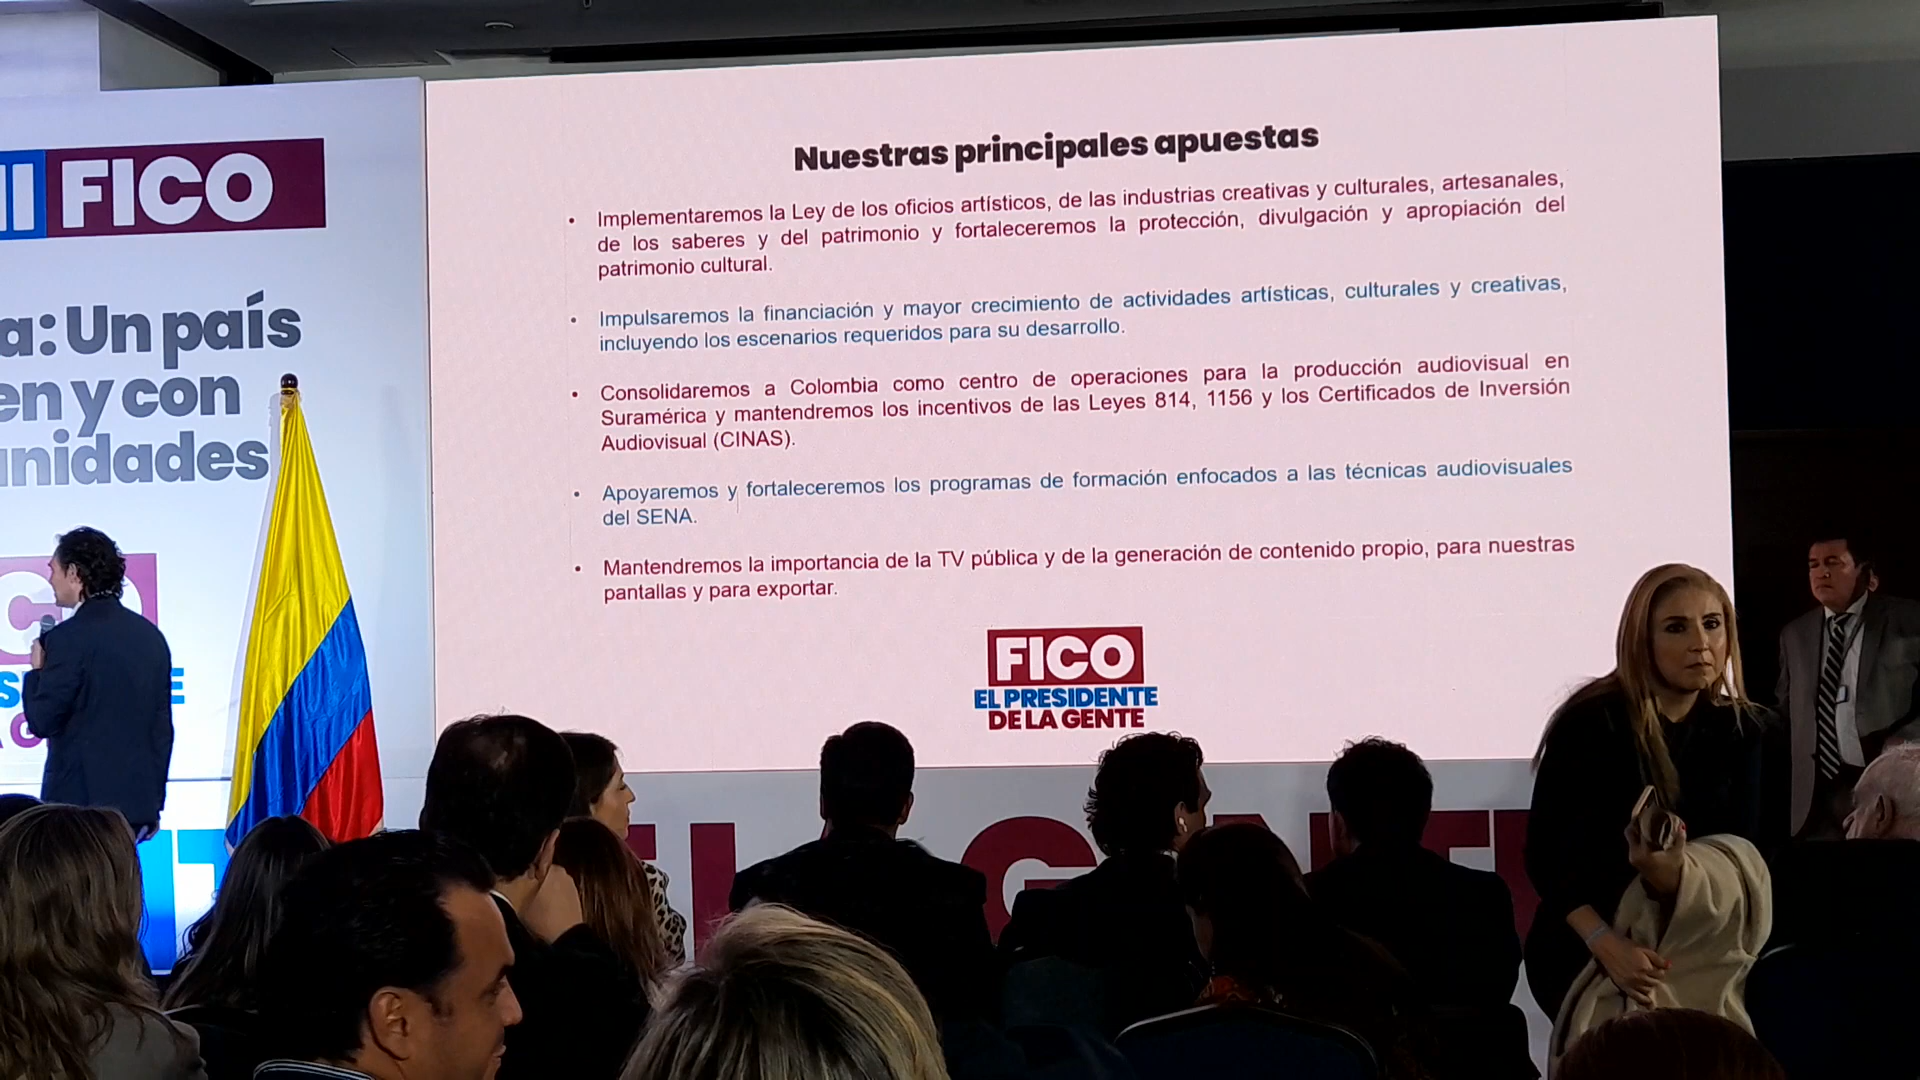 FICO
a: Un país
en y con
unidades
Nuestras principales apuestas
• Implementaremos la Ley de los oficios artísticos, de las industrias creativas y culturales, artesanales,
de los saberes y del patrimonio y fortaleceremos la protección, divulgación y apropiación del
patrimonio cultural.
• Impulsaremos la financiación y mayor crecimiento de actividades artísticas, culturales y creativas,
incluyendo los escenarios requeridos para su desarrollo.
• Consolidaremos a Colombia como centro de operaciones para la producción audiovisual en
Suramérica y mantendremos los incentivos de las Leyes 814, 1156 y los Certificados de Inversión
Audiovisual (CINAS).
• Apoyaremos y fortaleceremos los programas de formación enfocados a las técnicas audiovisuales
del SENA.
• Mantendremos la importancia de la TV pública y de la generación de contenido propio, para nuestras
pantallas y para exportar.
FICO
EL PRESIDENTE
DE LA GENTE